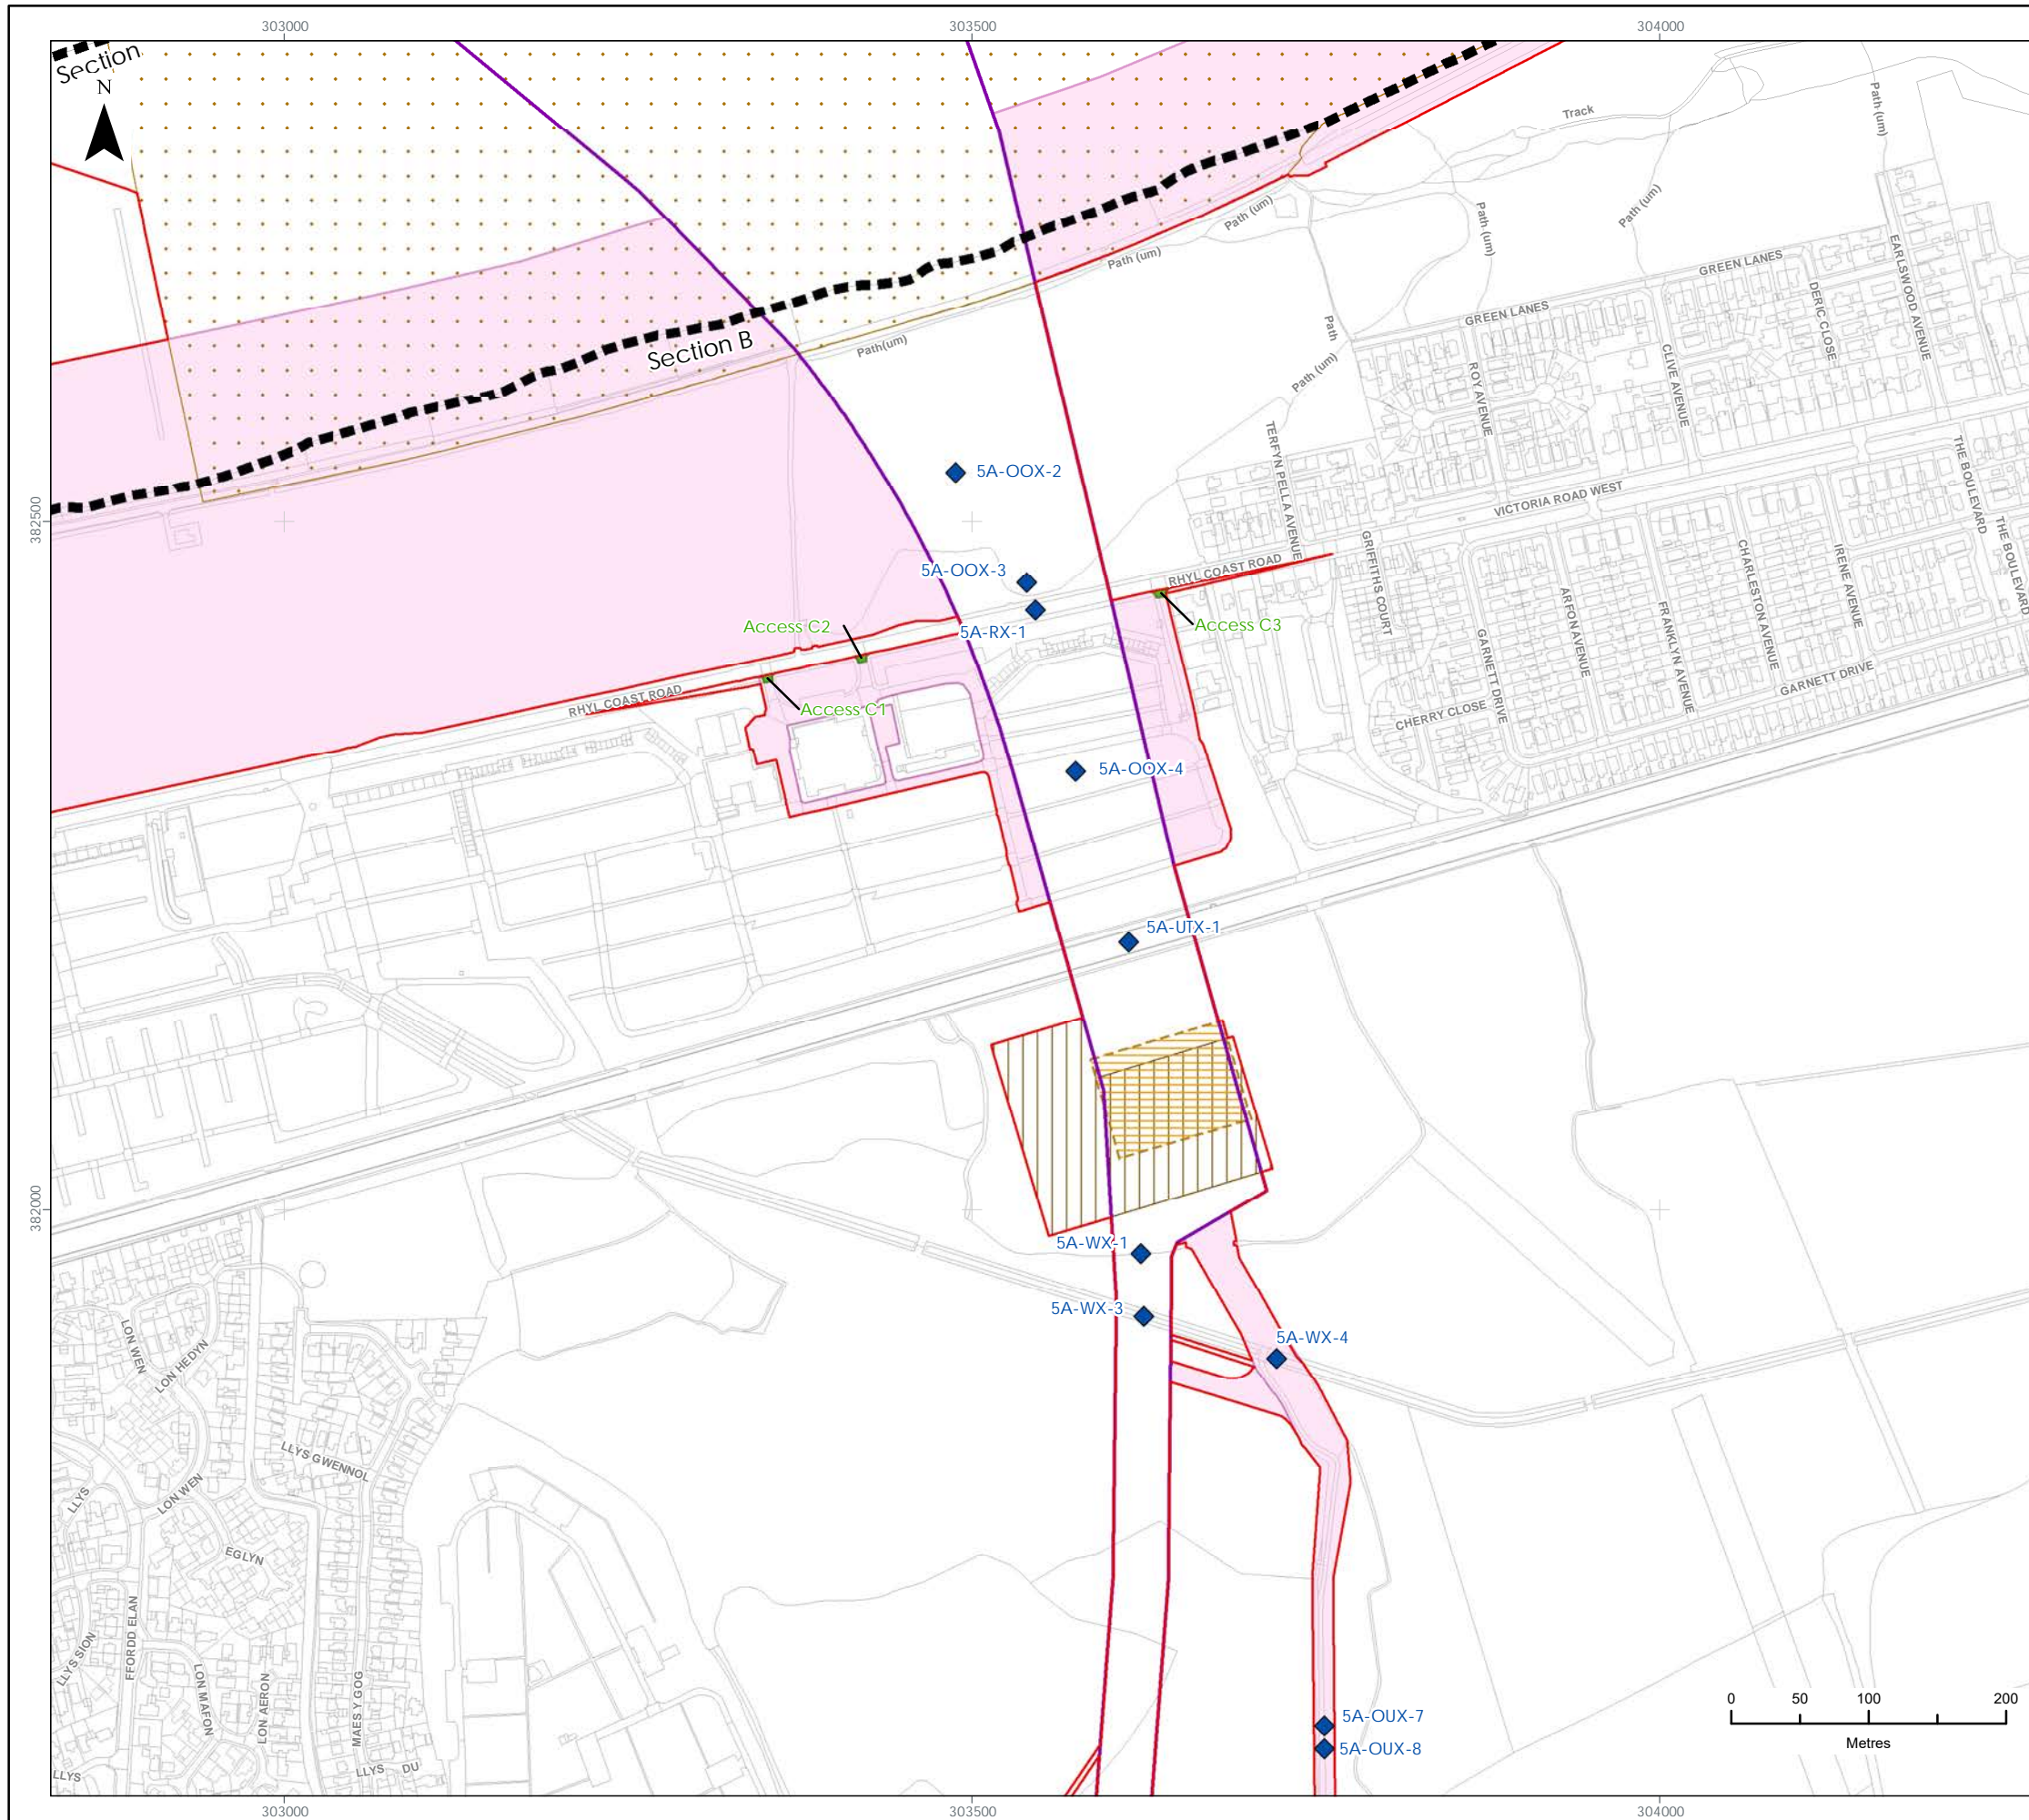 303000
303500
304000
Section
N
Track
Path (um)
Path (um)
Path (um)
Path (um)
Path (um)
GREEN LANES
EARLSWOOD AVENUE
DERIC CLOSE
GREEN LANES
Path
Section B
Path(um)
Path (um)
ROY AVENUE
CLIVE AVENUE
TERFYN PELLA AVENUE
THE BOULEVARD
5A-OOX-2
VICTORIA ROAD WEST
382500
THE BOULEVARD
GRIFFITHS COURT
CHARLESTON AVENUE
IRENE AVENUE
5A-OOX-3
RHYL COAST ROAD
ARFON AVENUE
FRANKLYN AVENUE
Access C2
5A-RX-1
Access C3
GARNETT DRIVE
GARNETT DRIVE
RHYL COAST ROAD
Access C1
CHERRY CLOSE
5A-OOX-4
5A-UTX-1
382000
5A-WX-1
5A-WX-3
5A-WX-4
LON WEN
LON HEDYN
LLYS GWENNOL
LLYS
LON WEN
EGLYN
FFORDD ELAN
LLYS SION
LON MAFON
LON AERON
MAES Y GOG
5A-OUX-7
5A-OUX-8
0 50 100 200
Metres
LLYS
LLYS DU
303000
303500
304000